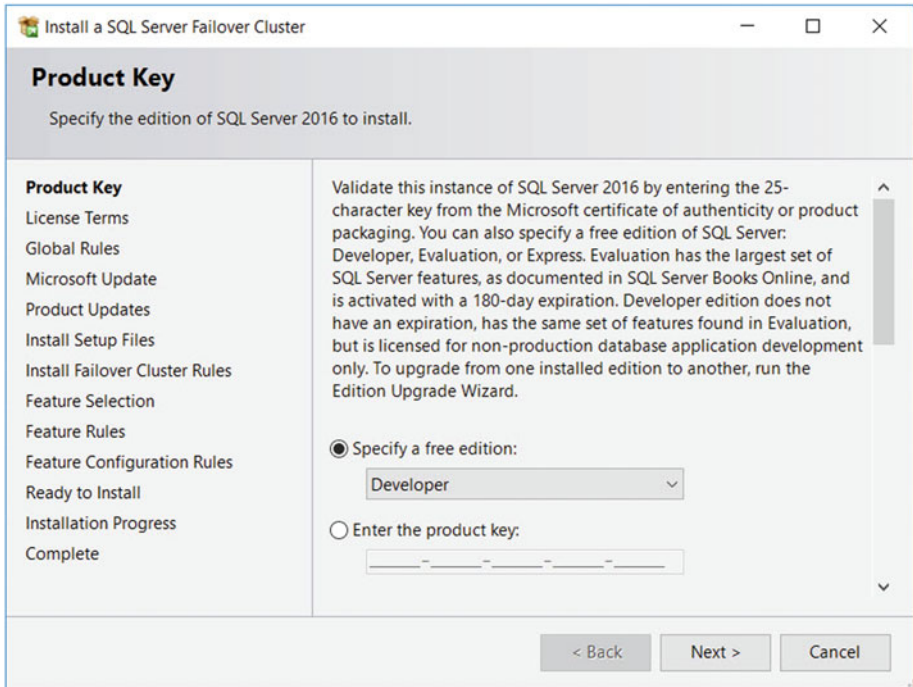 Install a SQL Server Failover Cluster
Product Key
Specify the edition of SQL Server 2016 to install.
Product Key
License Terms
Global Rules
Microsoft Update
Product Updates
Install Setup Files
Install Failover Cluster Rules
Feature Selection
Feature Rules
Feature Configuration Rules
Ready to Install
Installation Progress
Complete
Validate this instance of SQL Server 2016 by entering the 25-
character key from the Microsoft certificate of authenticity or product
packaging. You can also specify a free edition of SQL Server:
Developer, Evaluation, or Express. Evaluation has the largest set of
SQL Server features, as documented in SQL Server Books Online, and
is activated with a 180-day expiration. Developer edition does not
have an expiration, has the same set of features found in Evaluation,
but is licensed for non-production database application development
only. To upgrade from one installed edition to another, run the
Edition Upgrade Wizard.
Specify a free edition:
Developer
Enter the product key:
_____-_____-_____-_____-_____
< Back
Next >
Cancel